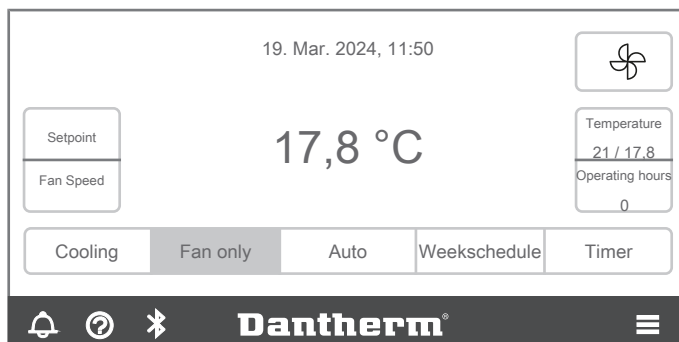 19. Mar. 2024, 11:50
Setpoint
Fan Speed
17,8 °C
Temperature
21 / 17,8
Operating hours
0
Cooling Fan only Auto Weekschedule Timer
Dantherm®